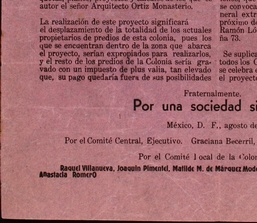 autor el señor Arquitecto Ortiz Monasterio.
La realización de este proyecto significará
el desplazamiento de la totalidad de los actuales
propietarios de predios de esta colonia, pues los
que se encuentran dentro de la zona que abarca
el proyecto, serían expropiados para realizarlos,
y el resto de los predios de la Colonia sería gra-
vado con un impuesto de plus valia, tan elevado
que, su pago quedaría fuera de sus posibilidades
se convoca
neral extr
próximo d
Ramón Ló
ña 73.
Se suplica
todos los C
se celebra e
el proyecto
Fraternalmente.
Por una sociedad si
México, D. F., agosto de
Por el Comité Central, Ejecutivo. Graciana Becerril,
Por el Comité Local de la Colo
Raquel Villanueva, Joaquín Pimentel, Matilde M. de Márquez, Mode
Anastacia Romero